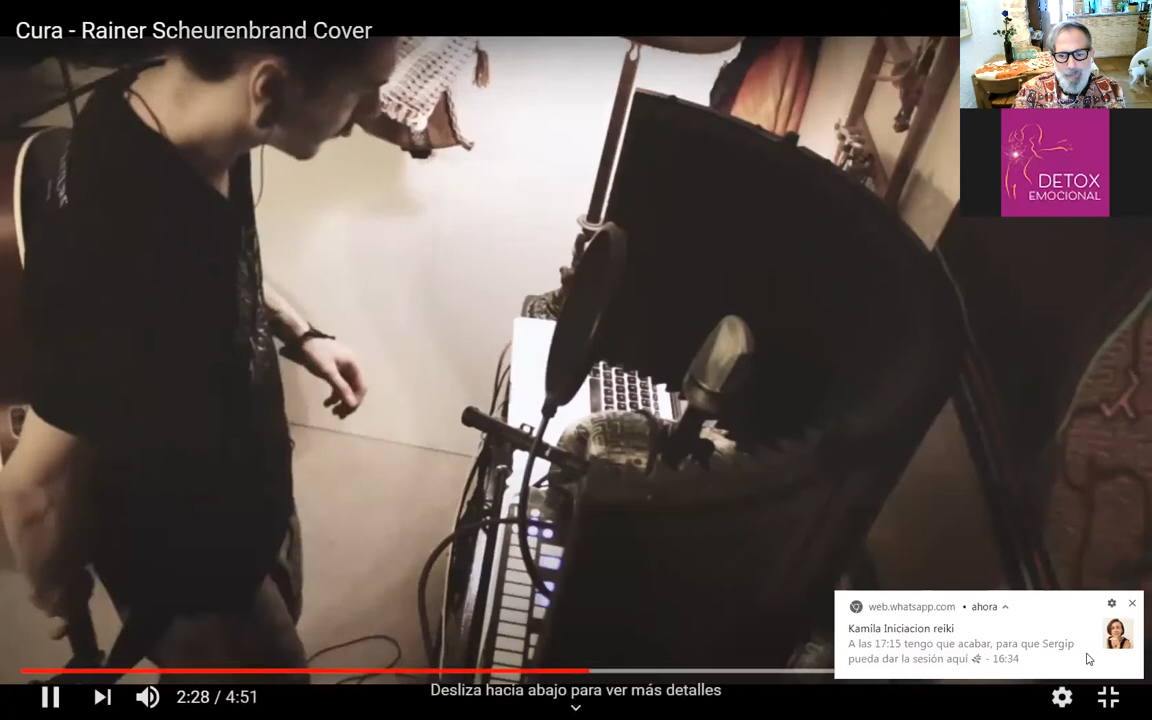 Cura - Rainer Scheurenbrand Cover
DETOX
EMOCIONAL
web.whatsapp.com • ahora
Kamila Iniciacion reiki
A las 17:15 tengo que acabar, para que Sergip
pueda dar la sesión aquí - 16:34
2:28 / 4:51
Desliza hacia abajo para ver más detalles